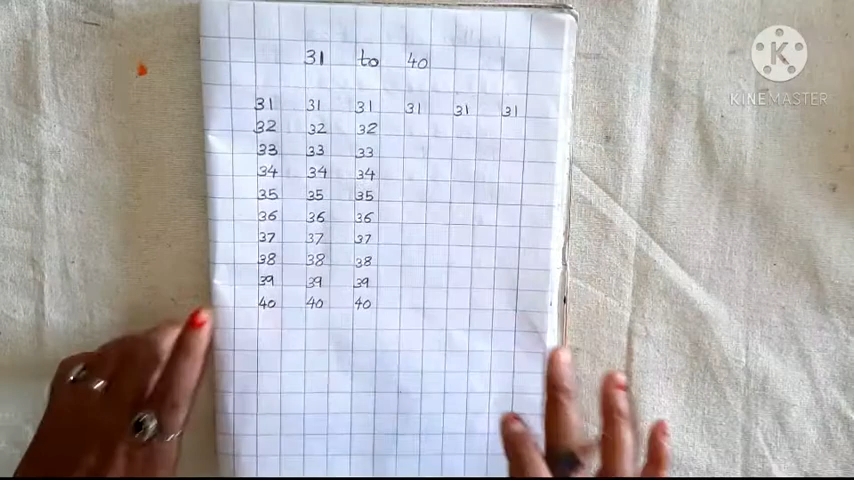 31 to 40
31 31 31 31 31 31
32 32 32
33 33 33
34 34 34
35 35 35
36 36 36
37 37 37
38 38 38
39 39 39
40 40 40
K
KINEMASTER